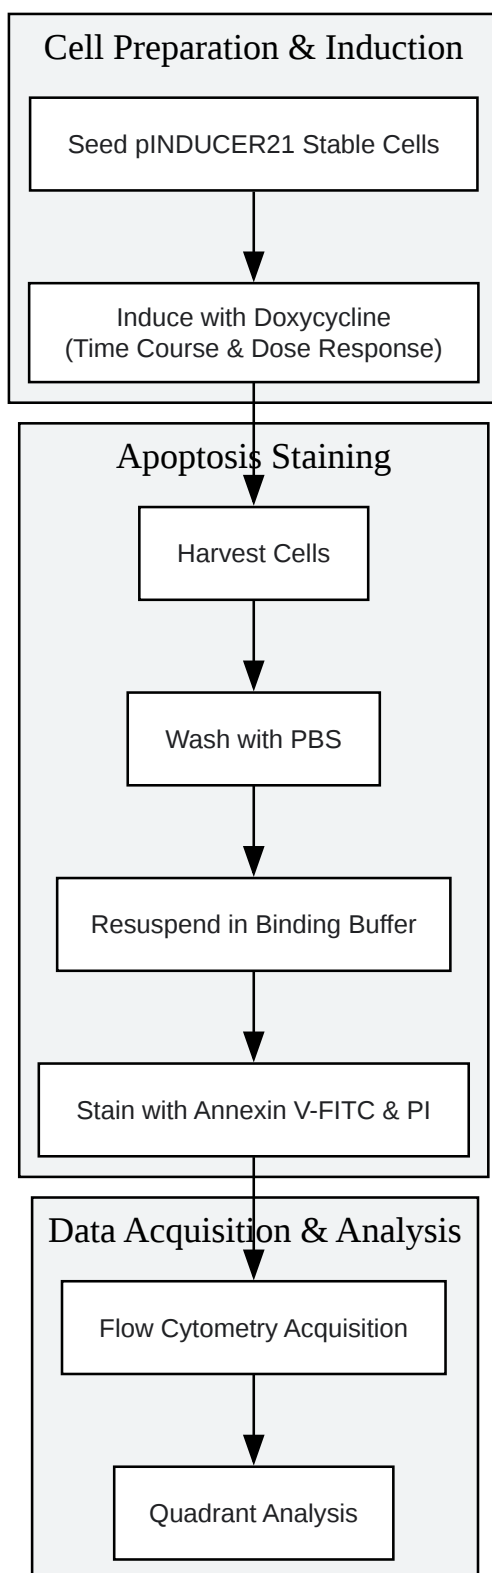 Cell Preparation & Induction
Seed pINDUCER21 Stable Cells
Induce with Doxycycline
(Time Course & Dose Response)
Apoptosis Staining
Harvest Cells
Wash with PBS
Resuspend in Binding Buffer
Stain with Annexin V-FITC & PI
Data Acquisition & Analysis
Flow Cytometry Acquisition
Quadrant Analysis